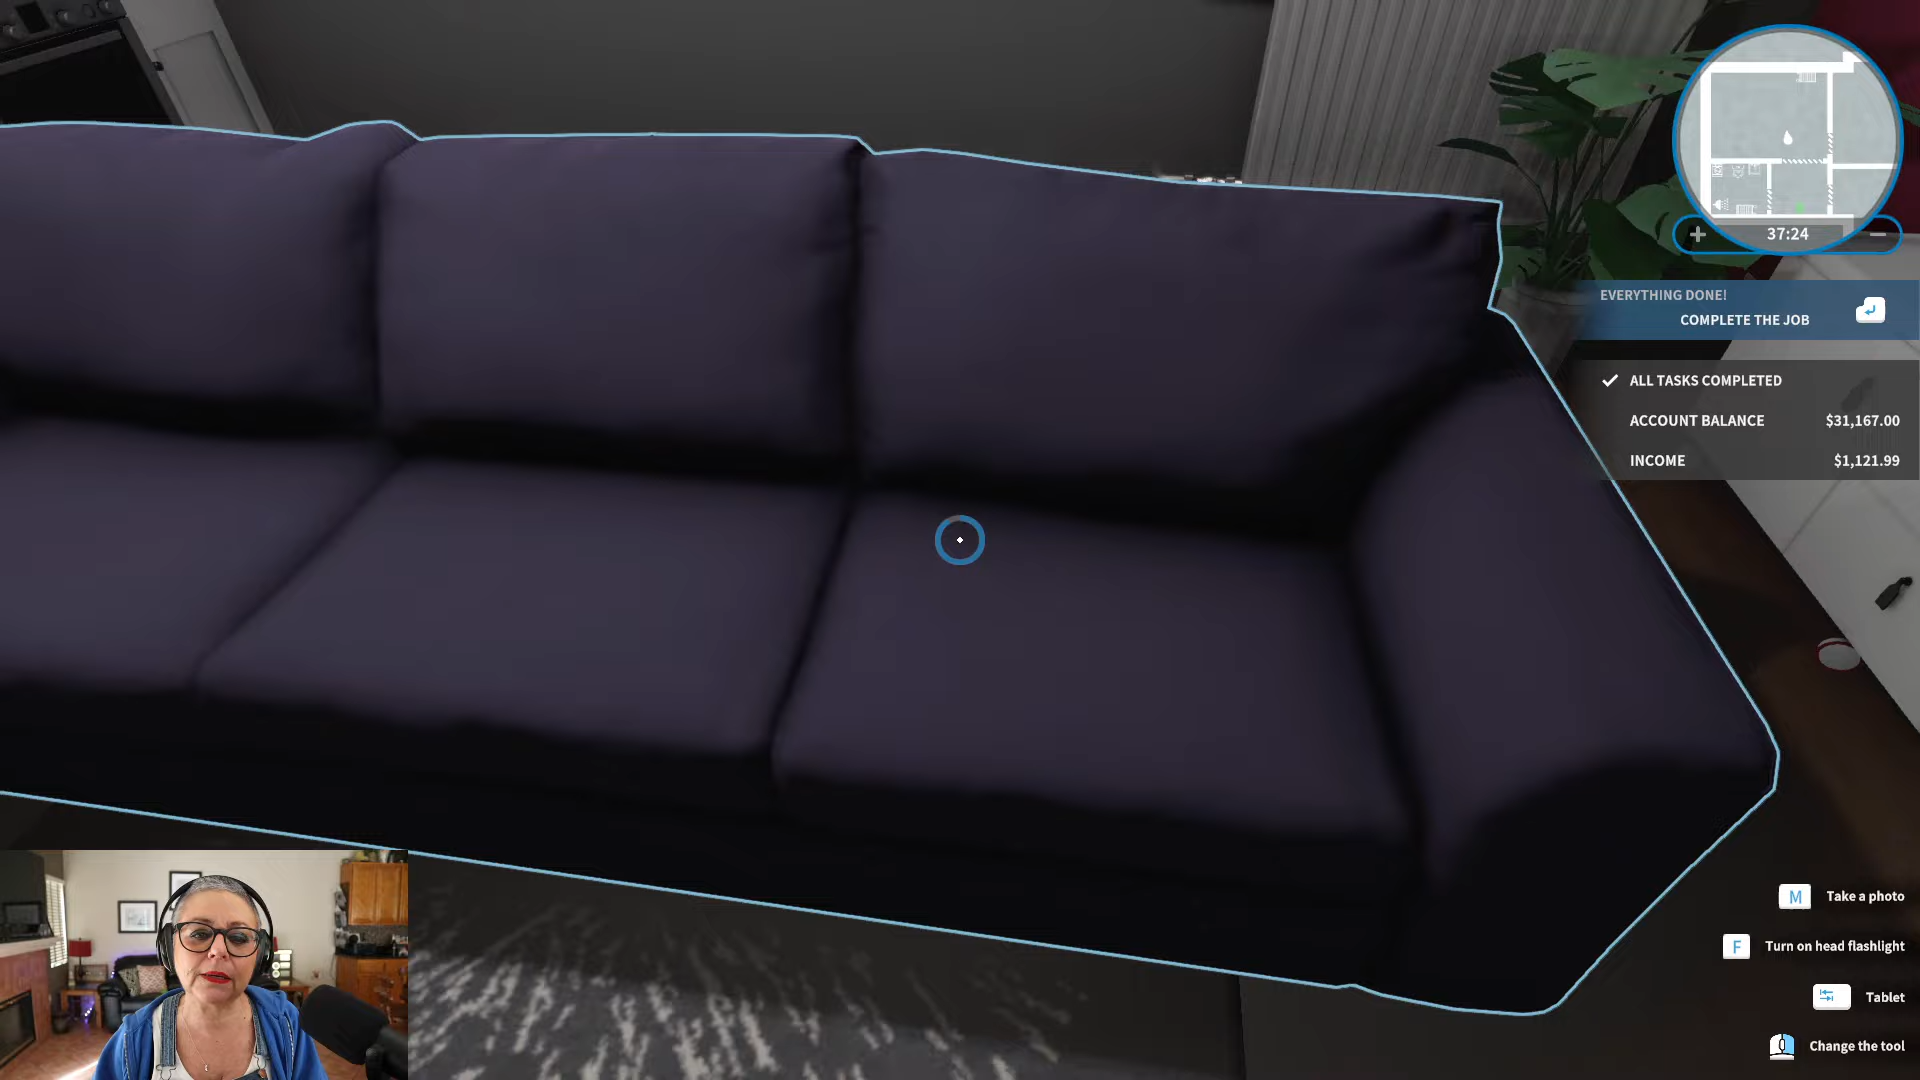 37:24
EVERYTHING DONE!
COMPLETE THE JOB
ALL TASKS COMPLETED
ACCOUNT BALANCE $31,167.00
INCOME $1,121.99
M Take a photo
F Turn on head flashlight
Tablet
Change the tool